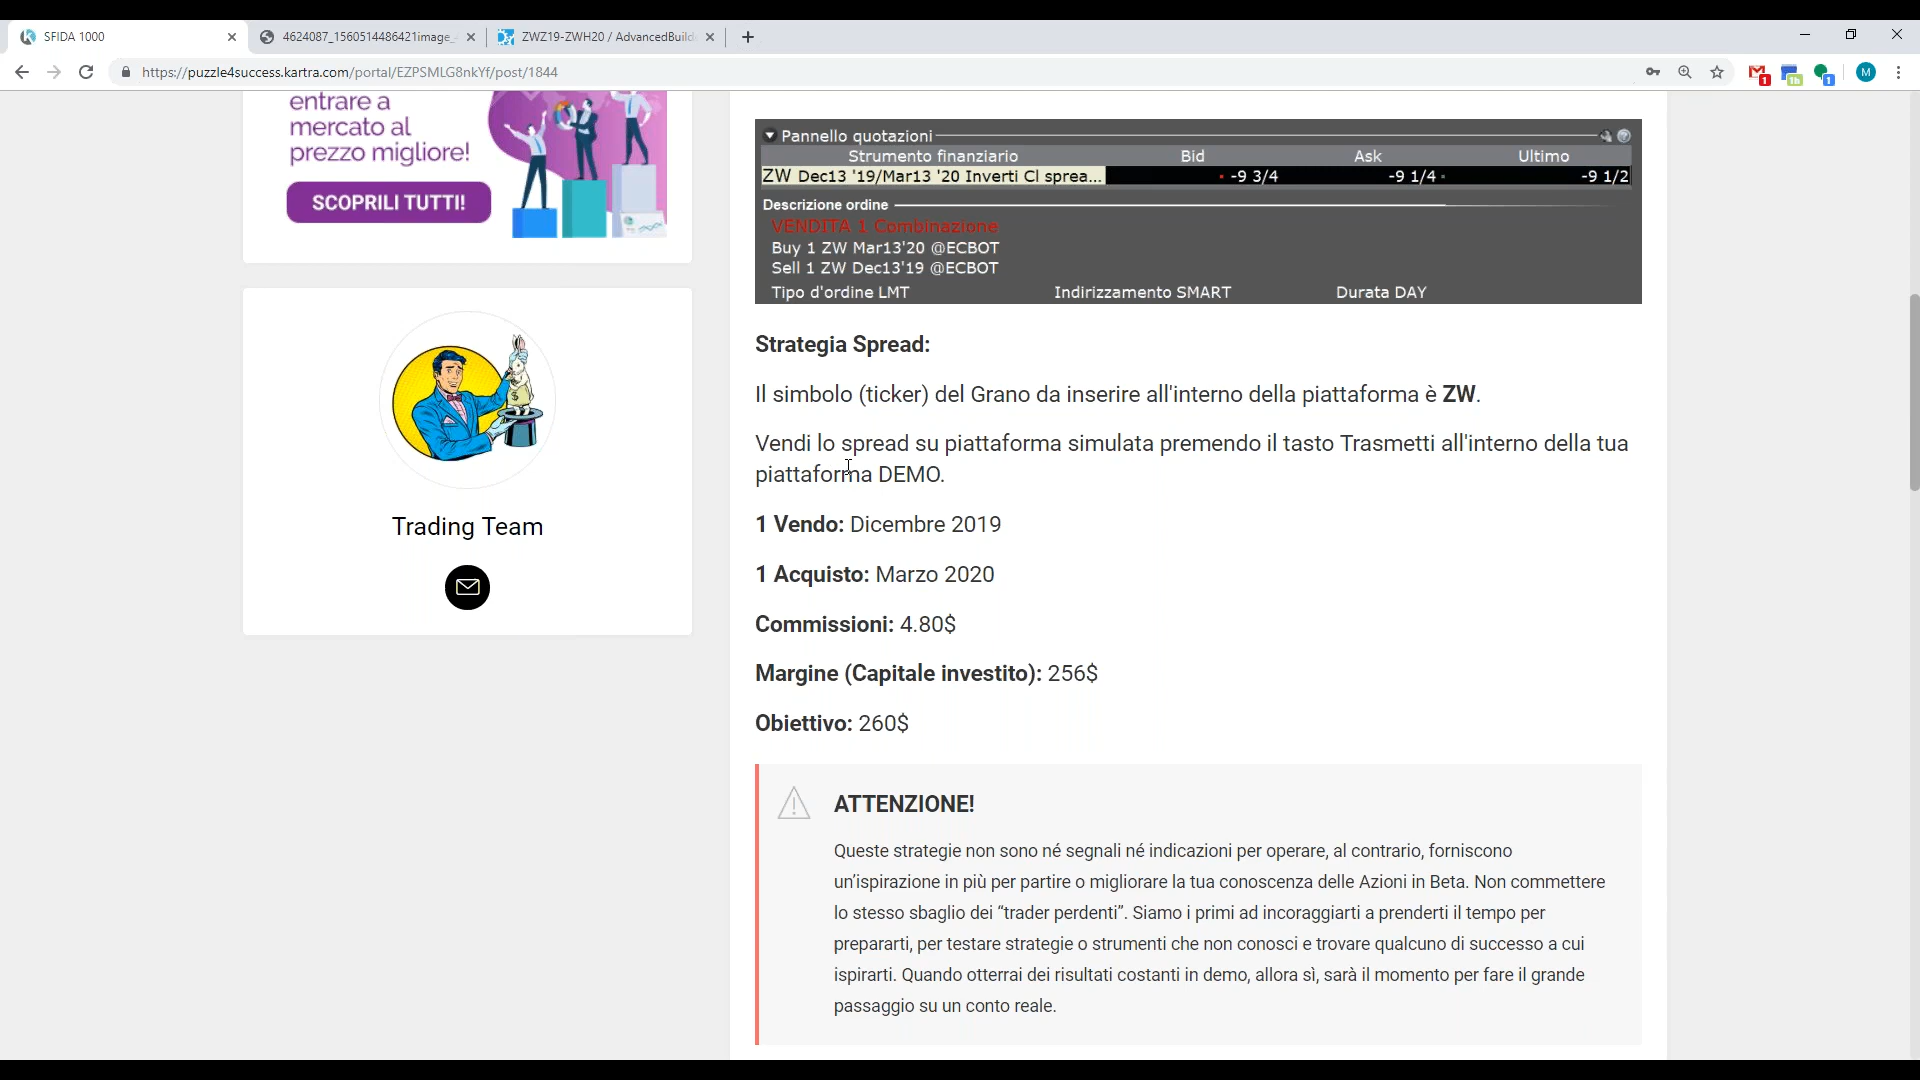 SFIDA 1000
4624087_1560514486421image_
ZWZ19-ZWH20 / AdvancedBuild
https://puzzle4success.kartra.com/portal/EZPSMLG8nkYf/post/1844
1
1h
1
M
entrare a
mercato al
prezzo migliore!
SCOPRILI TUTTI!
Trading Team
Pannello quotazioni
Strumento finanziario Bid Ask Ultimo
ZW Dec13 '19/Mar13 '20 Inverti Cl sprea... -9 3/4 -9 1/4 -9 1/2
Descrizione ordine
VENDITA 1 Combinazione
Buy 1 ZW Mar13'20 @ECBOT
Sell 1 ZW Dec13'19 @ECBOT
Tipo d'ordine LMT Indirizzamento SMART Durata DAY
Strategia Spread:
Il simbolo (ticker) del Grano da inserire all'interno della piattaforma è ZW.
Vendi lo spread su piattaforma simulata premendo il tasto Trasmetti all'interno della tua
piattaforma DEMO.
1 Vendo: Dicembre 2019
1 Acquisto: Marzo 2020
Commissioni: 4.80$
Margine (Capitale investito): 256$
Obiettivo: 260$
ATTENZIONE!
Queste strategie non sono né segnali né indicazioni per operare, al contrario, forniscono
un'ispirazione in più per partire o migliorare la tua conoscenza delle Azioni in Beta. Non commettere
lo stesso sbaglio dei “trader perdenti”. Siamo i primi ad incoraggiarti a prenderti il tempo per
prepararti, per testare strategie o strumenti che non conosci e trovare qualcuno di successo a cui
ispirarti. Quando otterrai dei risultati costanti in demo, allora sì, sarà il momento per fare il grande
passaggio su un conto reale.